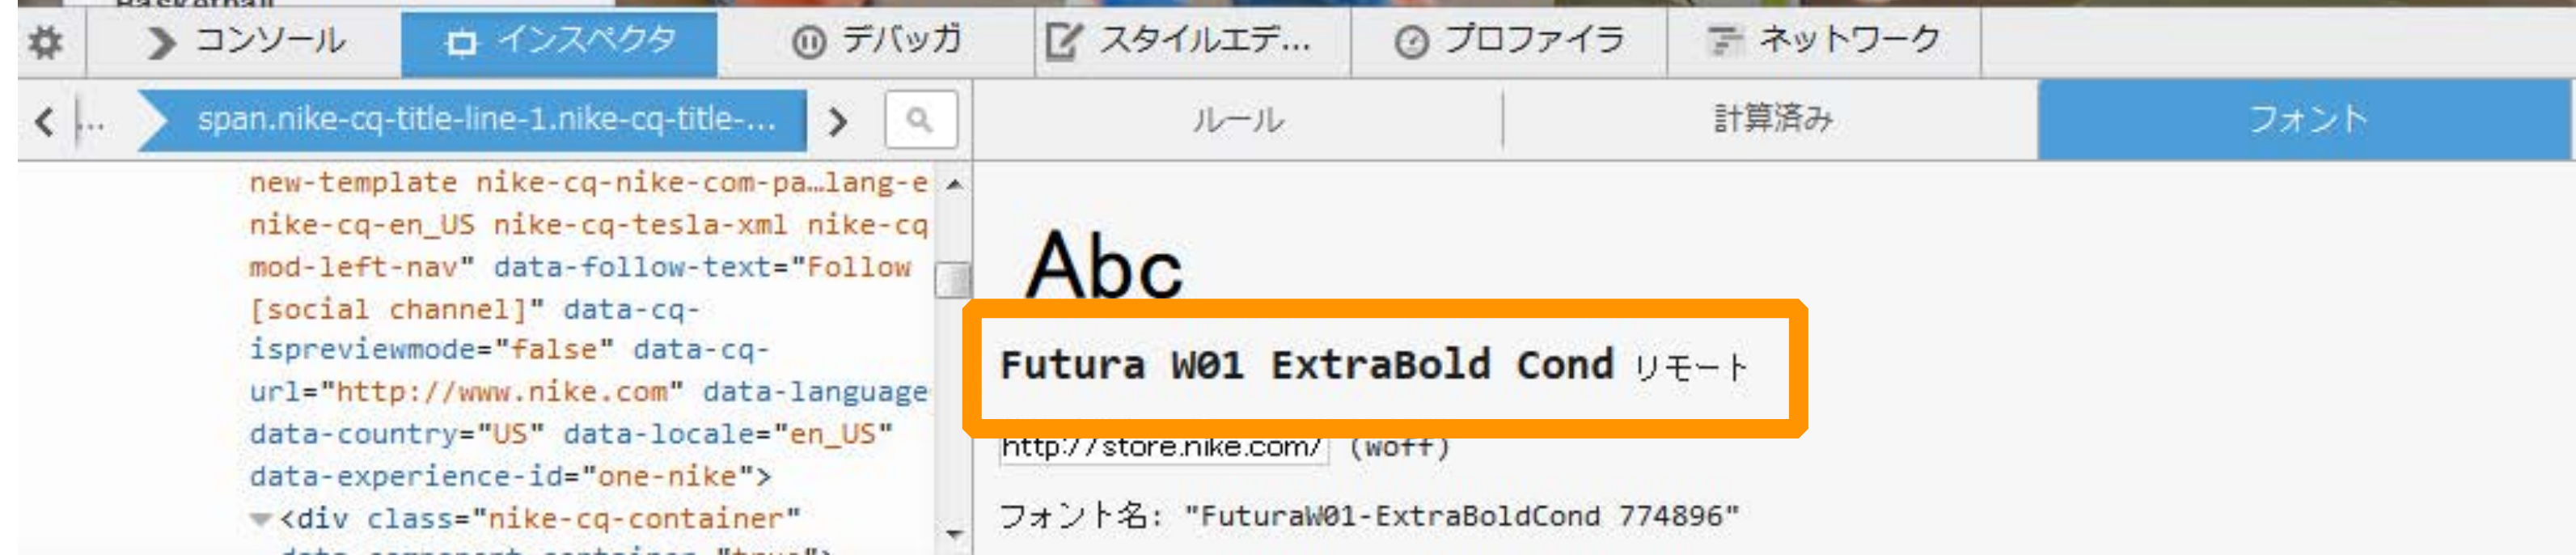 Basketball
コンソール インスペクタ デバッガ スタイルエデ... プロファイラ ネットワーク
... span.nike-cq-title-line-1.nike-cq-title-...
ルール 計算済み フォント
new-template nike-cq-nike-com-pa…lang-e
nike-cq-en_US nike-cq-tesla-xml nike-cq
mod-left-nav" data-follow-text="Follow
[social channel]" data-cq-
ispreviewmode="false" data-cq-
url="http://www.nike.com" data-language
data-country="US" data-locale="en_US"
data-experience-id="one-nike">
<div class="nike-cq-container"
data-component-container="true">
Abc
Futura W01 ExtraBold Cond リモート
http://store.nike.com/ (woff)
フォント名: "FuturaW01-ExtraBoldCond 774896"